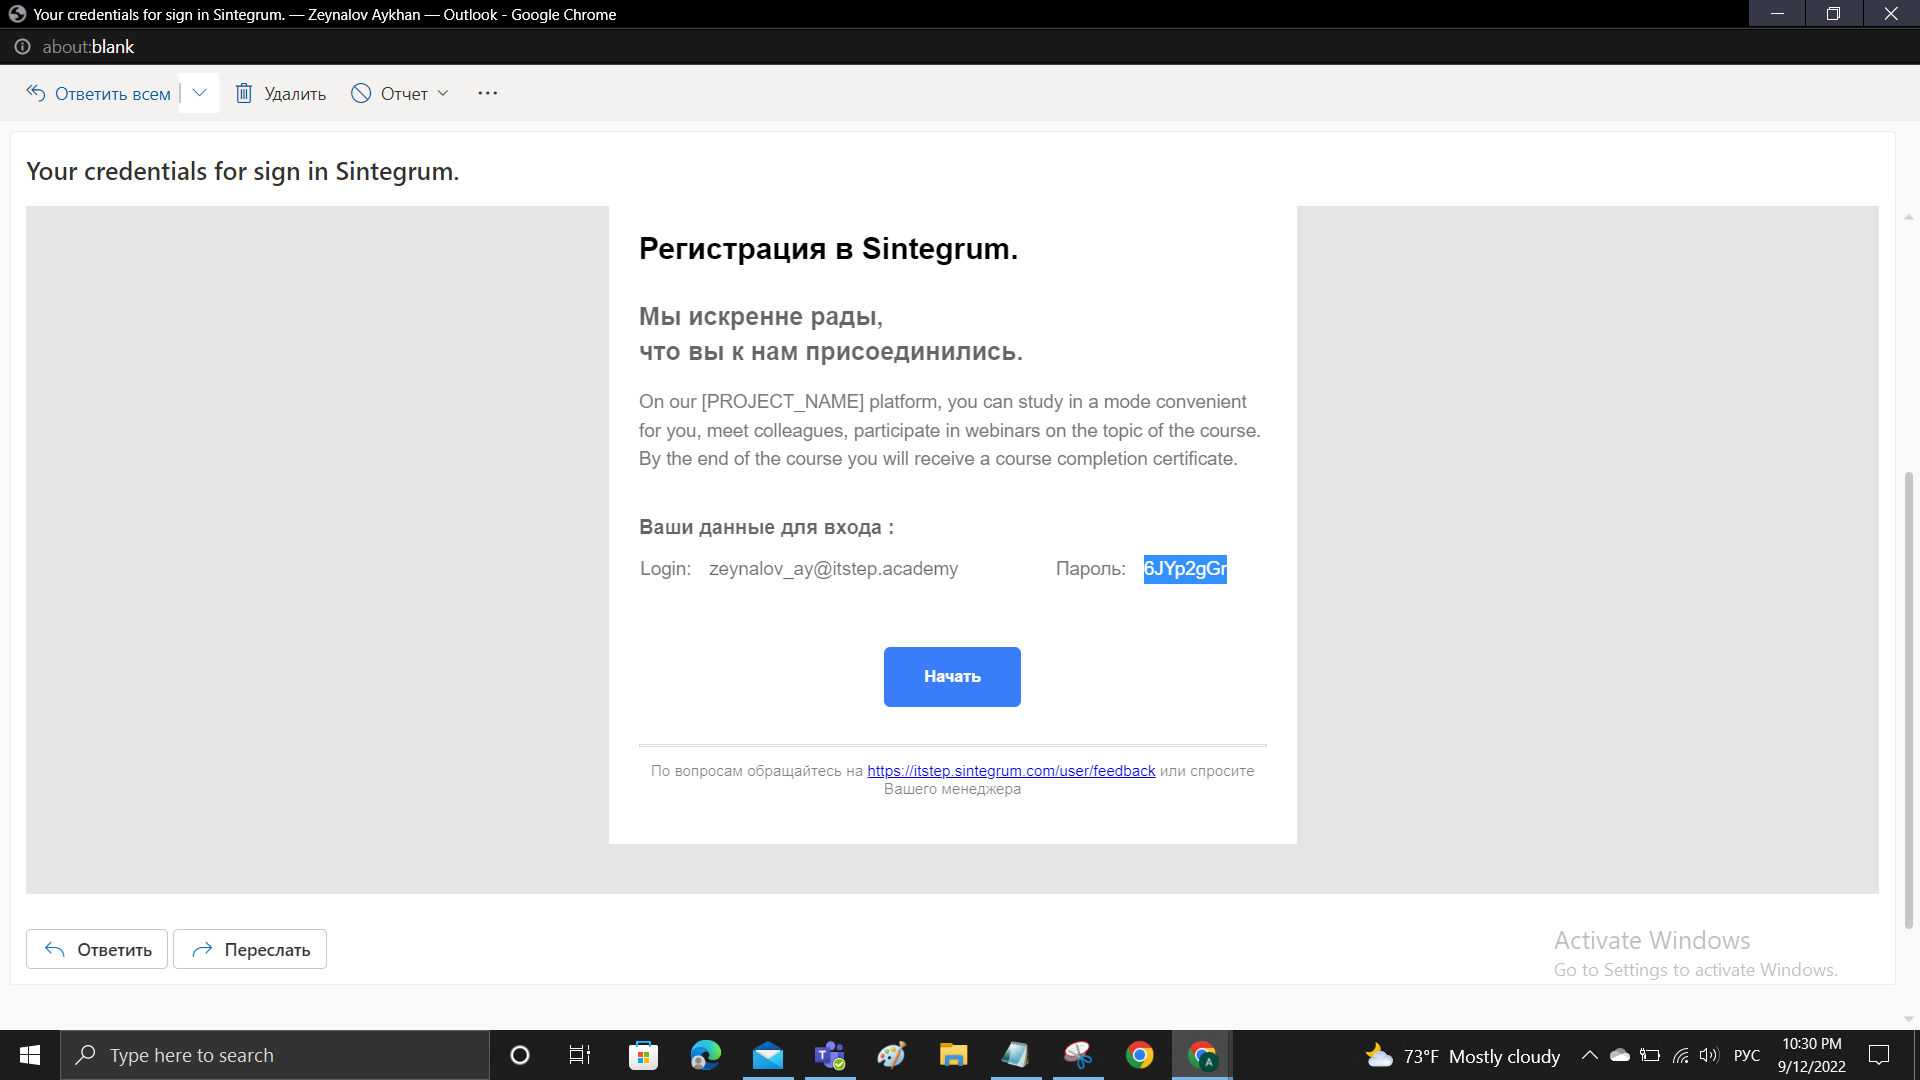 Your credentials for sign in Sintegrum. — Zeynalov Aykhan — Outlook - Google Chrome
about:blank
Ответить всем Удалить Отчет
Your credentials for sign in Sintegrum.
Регистрация в Sintegrum.
Мы искренне рады,
что вы к нам присоединились.
On our [PROJECT_NAME] platform, you can study in a mode convenient
for you, meet colleagues, participate in webinars on the topic of the course.
By the end of the course you will receive a course completion certificate.
Ваши данные для входа :
Login: zeynalov_ay@itstep.academy Пароль: 6JYp2gGr
Начать
По вопросам обращайтесь на https://itstep.sintegrum.com/user/feedback или спросите
Вашего менеджера
Ответить Переслать
Activate Windows
Go to Settings to activate Windows.
Type here to search
73°F Mostly cloudy
РУС
10:30 PM
9/12/2022